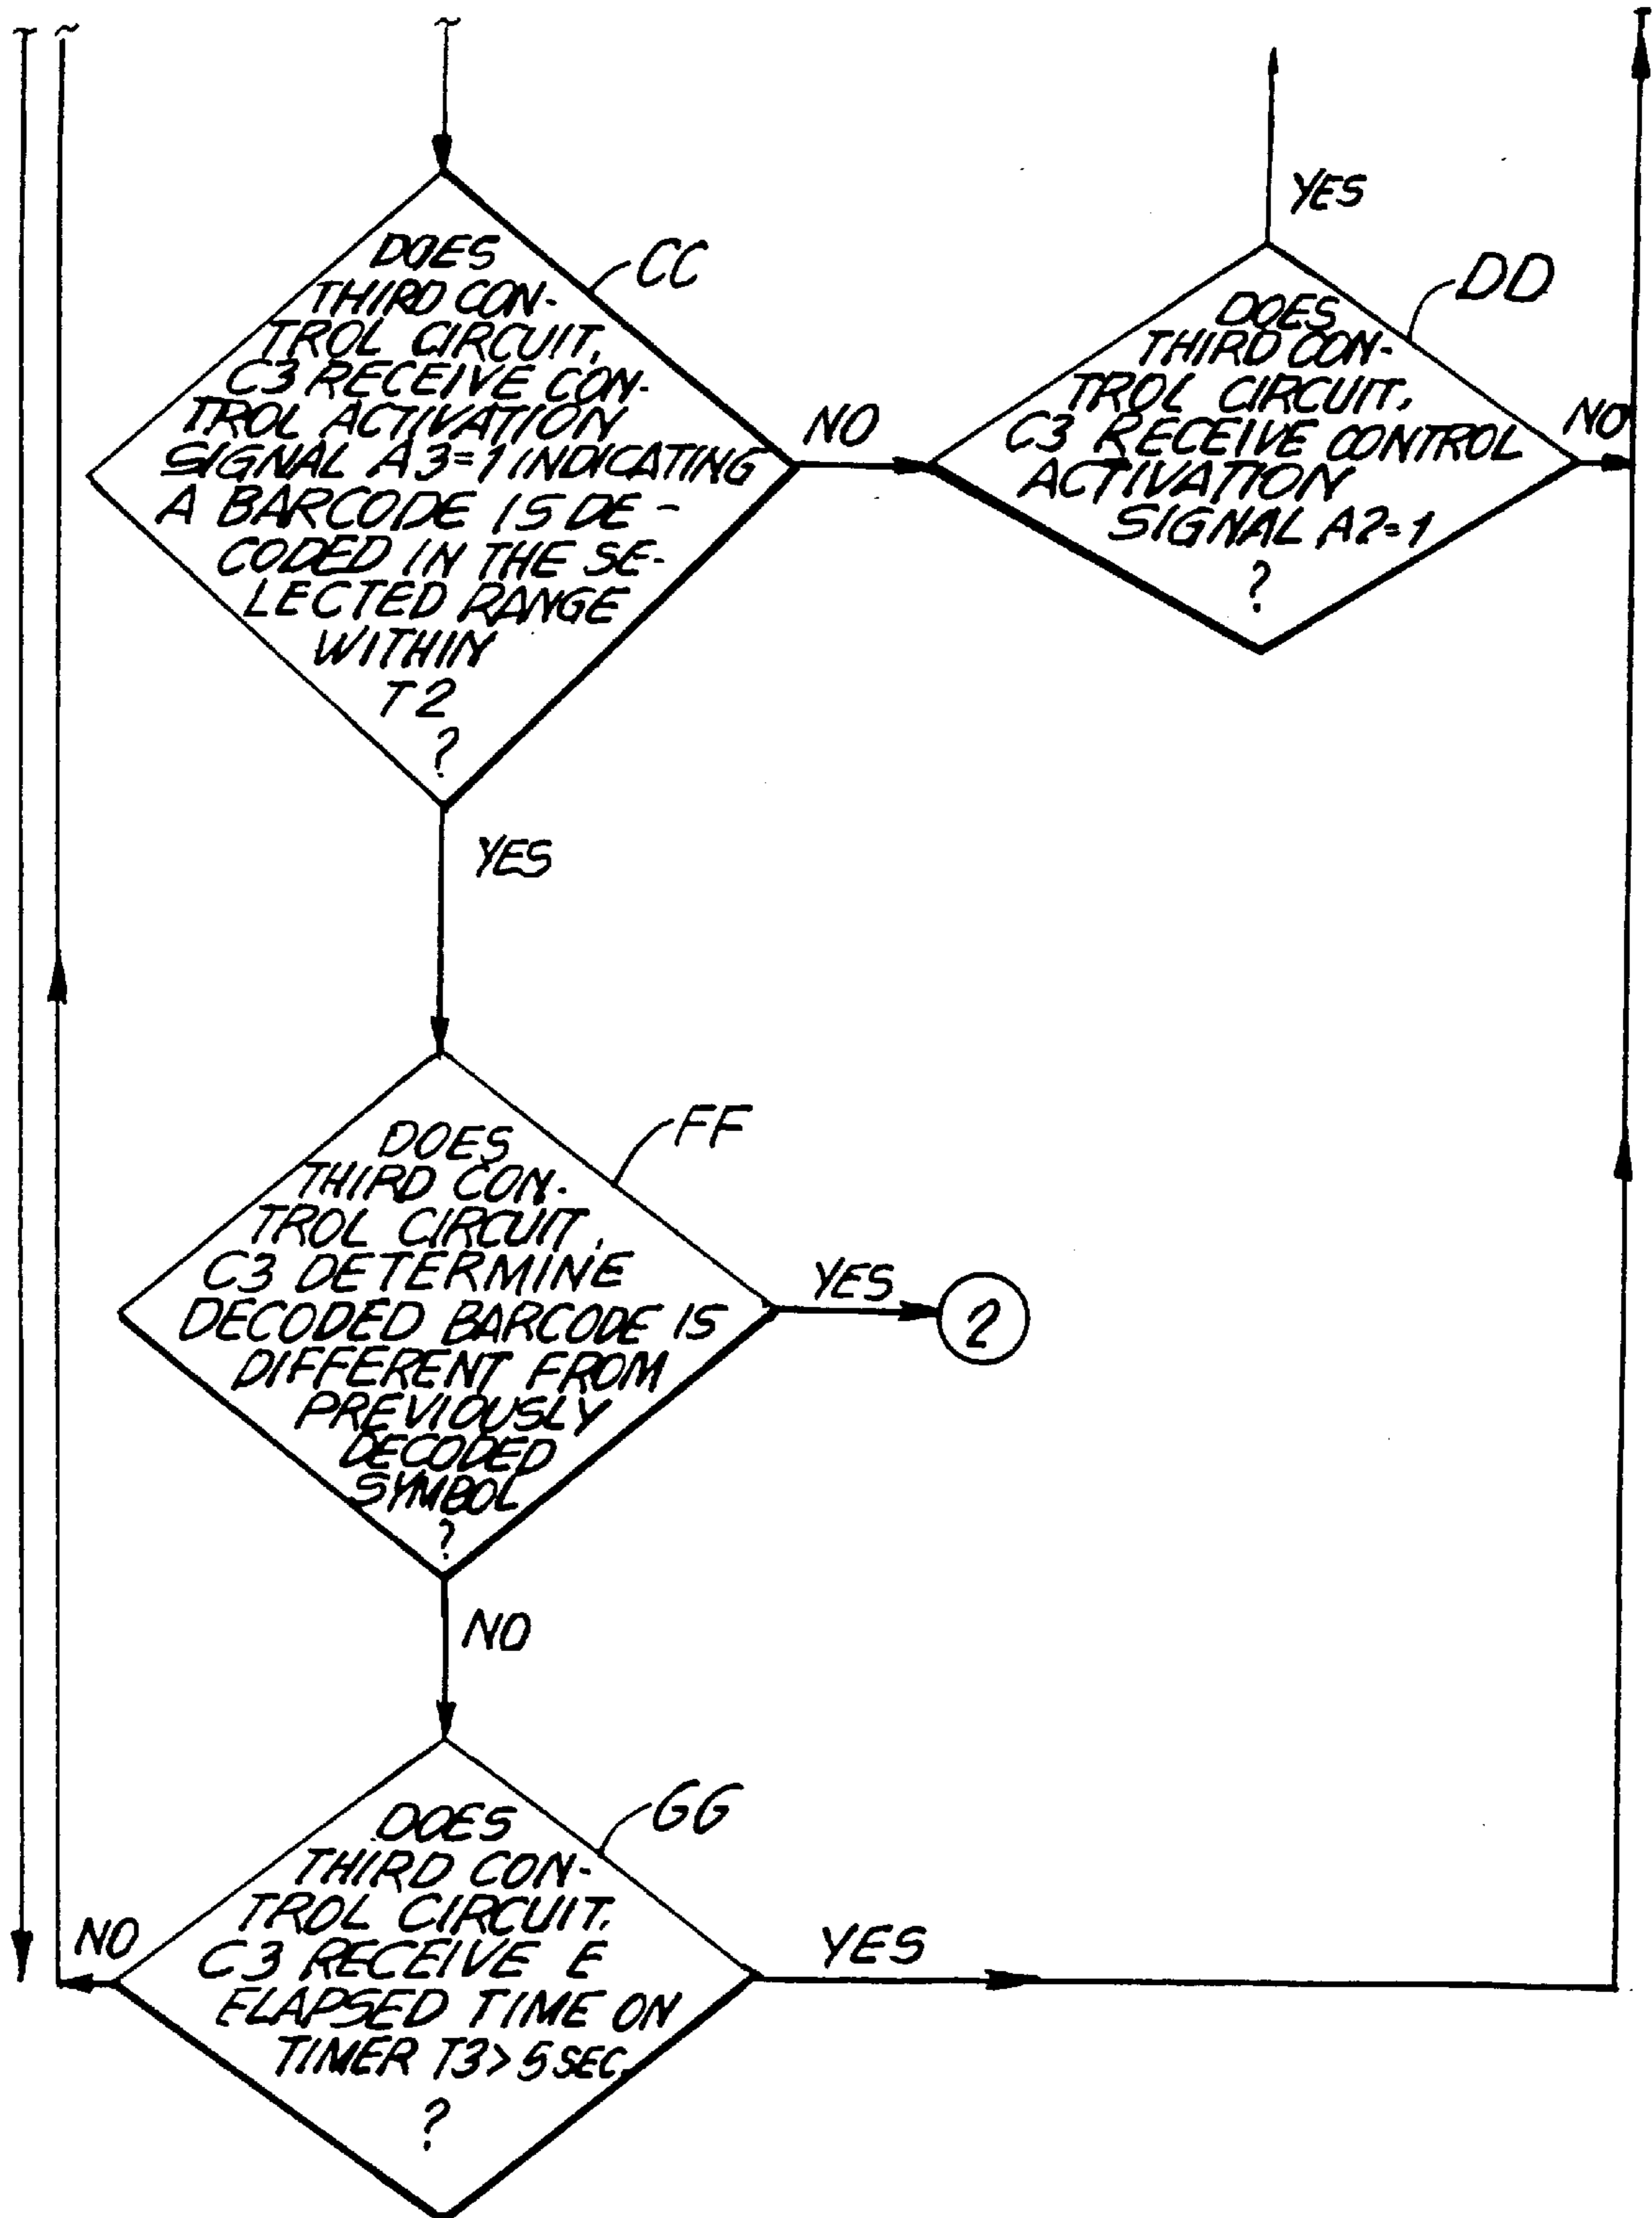 DOES
THIRD CON-
TROL CIRCUIT,
C3 RECEIVE CON-
TROL ACTIVATION
SIGNAL A3=1 INDICATING
A BARCODE IS DE-
CODED IN THE SE-
LECTED RANGE
WITHIN
T2
?
CC
NO
YES
YES
DD
DOES
THIRD CON-
TROL CIRCUIT,
C3 RECEIVE CONTROL
ACTIVATION
SIGNAL A2=1
?
NO
DOES
THIRD CON-
TROL CIRCUIT,
C3 DETERMINE
DECODED BARCODE IS
DIFFERENT FROM
PREVIOUSLY
DECODED
SYMBOL
?
FF
YES
2
NO
DOES
THIRD CON-
TROL CIRCUIT,
C3 RECEIVE E
ELAPSED TIME ON
TIMER T3>5SEC.
?
GG
NO
YES